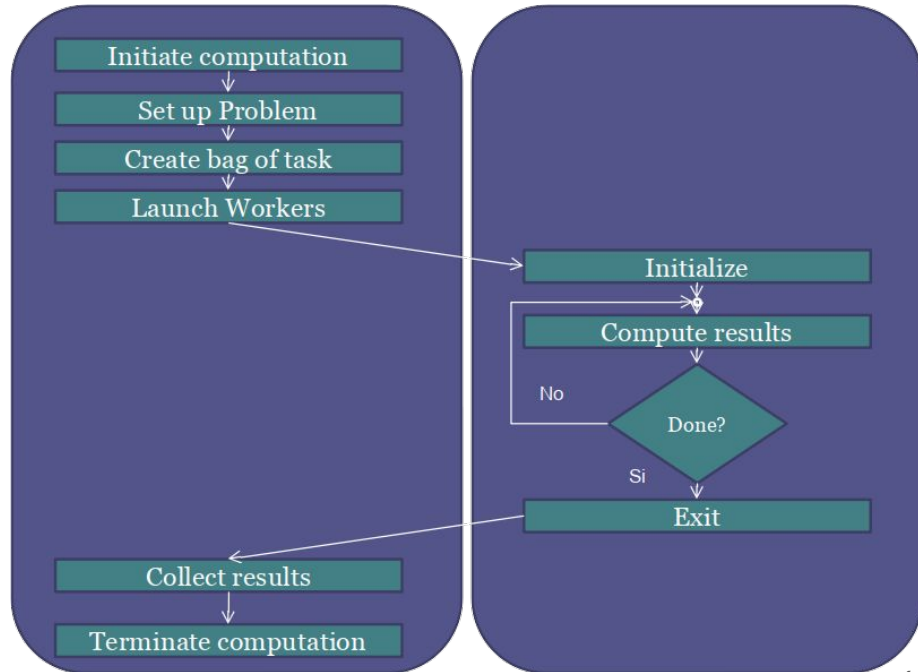 Initiate computation
Set up Problem
Create bag of task
Launch Workers
Initialize
Compute results
No
Done?
Si
Exit
Collect results
Terminate computation